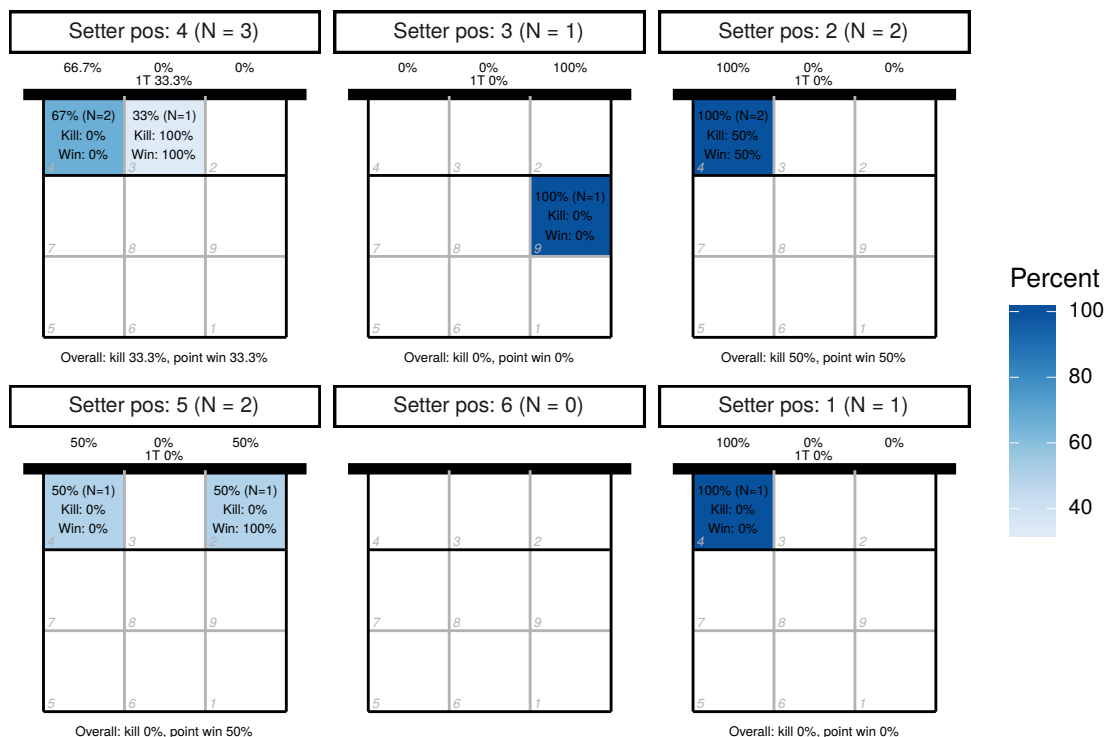 Setter pos: 4 (N = 3)
66.7% 0% 0%
1T 33.3%
67% (N=2)
Kill: 0%
Win: 0%
33% (N=1)
Kill: 100%
Win: 100%
4 3 2
7 8 9
5 6 1
Overall: kill 33.3%, point win 33.3%
Setter pos: 3 (N = 1)
0% 0% 100%
1T 0%
4 3 2
100% (N=1)
Kill: 0%
Win: 0%
7 8 9
5 6 1
Overall: kill 0%, point win 0%
Setter pos: 2 (N = 2)
100% 0% 0%
1T 0%
100% (N=2)
Kill: 50%
Win: 50%
4 3 2
7 8 9
5 6 1
Overall: kill 50%, point win 50%
Setter pos: 5 (N = 2)
50% 0% 50%
1T 0%
50% (N=1)
Kill: 0%
Win: 0%
50% (N=1)
Kill: 0%
Win: 100%
4 3 2
7 8 9
5 6 1
Overall: kill 0%, point win 50%
Setter pos: 6 (N = 0)
4 3 2
7 8 9
5 6 1
Setter pos: 1 (N = 1)
100% 0% 0%
1T 0%
100% (N=1)
Kill: 0%
Win: 0%
4 3 2
7 8 9
5 6 1
Overall: kill 0%, point win 0%
Percent
100
80
60
40